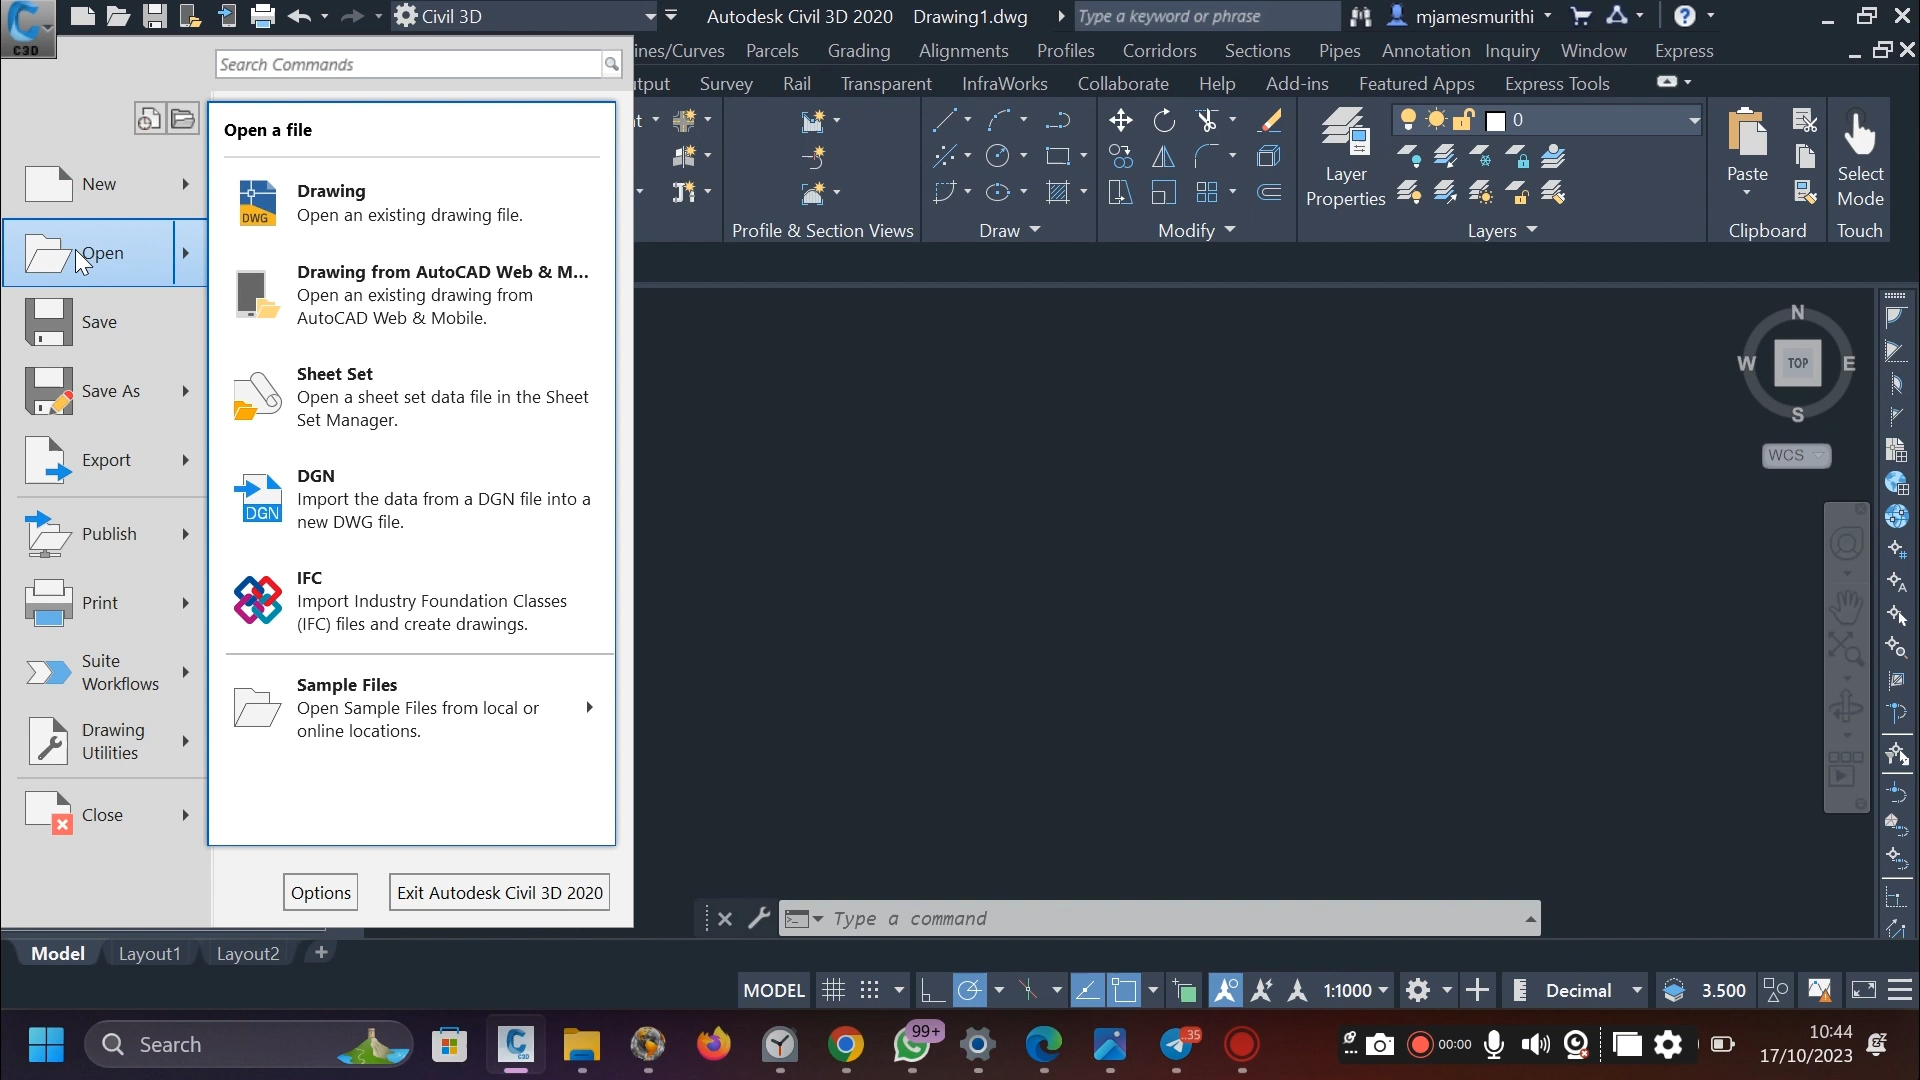 Civil 3D
Autodesk Civil 3D 2020 Drawing1.dwg
Type a keyword or phrase
mjamesmurithi
C3D
Search Commands
ines/Curves Parcels Grading Alignments Profiles Corridors Sections Pipes Annotation Inquiry Window Express
tput Survey Rail Transparent InfraWorks Collaborate Help Add-ins Featured Apps Express Tools
Open a file
New
Open
Save
Save As
Export
Publish
Print
Suite
Workflows
Drawing
Utilities
Close
DWG
Drawing
Open an existing drawing file.
Drawing from AutoCAD Web & M...
Open an existing drawing from
AutoCAD Web & Mobile.
Sheet Set
Open a sheet set data file in the Sheet
Set Manager.
DGN
DGN
Import the data from a DGN file into a
new DWG file.
IFC
Import Industry Foundation Classes
(IFC) files and create drawings.
Sample Files
Open Sample Files from local or
online locations.
Options
Exit Autodesk Civil 3D 2020
t
0
Layer
Properties
Paste
Select
Mode
Profile & Section Views
Draw
Modify
Layers
Clipboard
Touch
N
W TOP E
S
WCS
Type a command
Model Layout1 Layout2 +
MODEL
1:1000
Decimal
3.500
Search
C3D
99+
35
00:00
10:44
17/10/2023